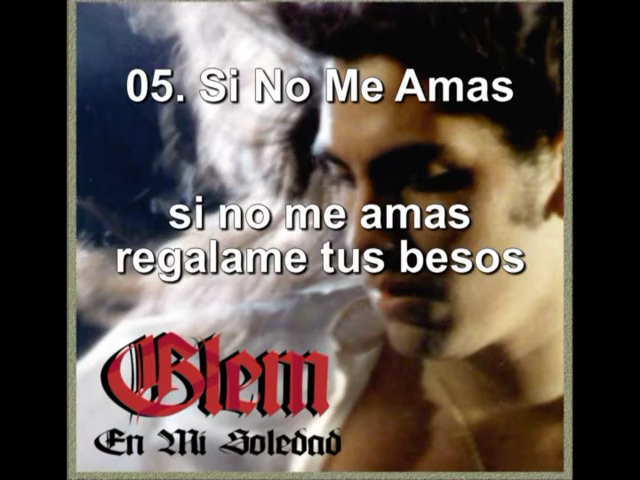 05. Si No Me Amas
si no me amas
regalame tus besos
Glem
En Mi Soledad